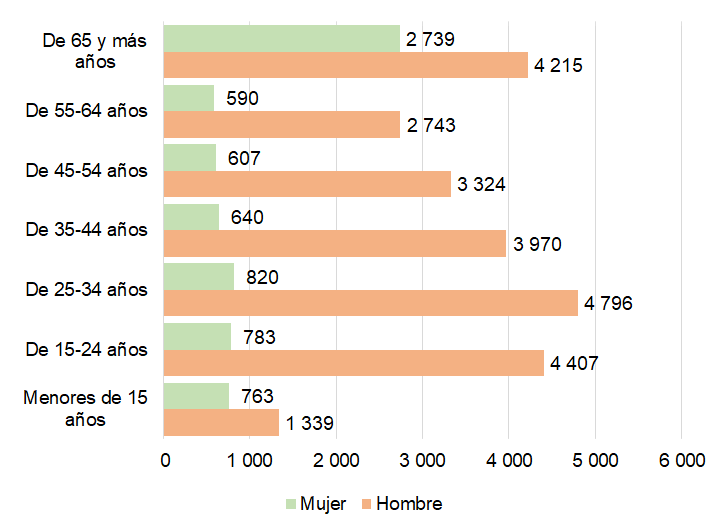 De 65 y más
años
2 739
4 215
De 55-64 años
590
2 743
De 45-54 años
607
3 324
De 35-44 años
640
3 970
De 25-34 años
820
4 796
De 15-24 años
783
4 407
Menores de 15
años
763
1 339
0 1 000 2 000 3 000 4 000 5 000 6 000
Mujer Hombre